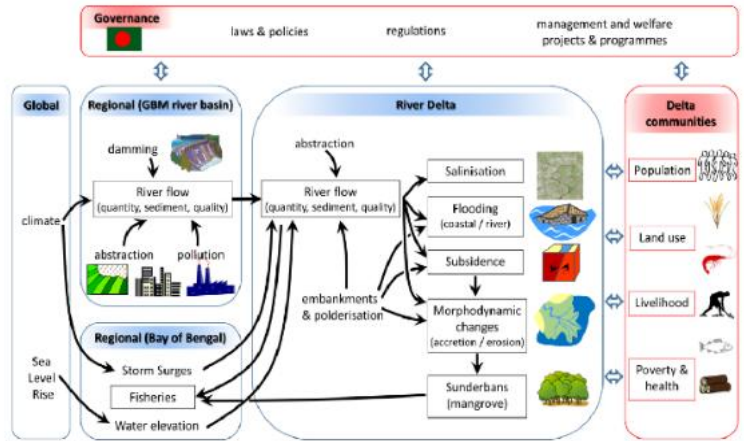 Governance
laws & policies
regulations
management and welfare
projects & programmes
Global
climate
Sea
Level
Rise
Regional (GBM river basin)
damming
River flow
(quantity, sediment, quality)
abstraction
pollution
Regional (Bay of Bengal)
Storm Surges
Fisheries
Water elevation
River Delta
abstraction
River flow
(quantity, sediment, quality)
embankments
& polderisation
Salinisation
Flooding
(coastal / river)
Subsidence
Morphodynamic
changes
(accretion / erosion)
Sunderbans
(mangrove)
Delta
communities
Population
Land use
Livelihood
Poverty &
health